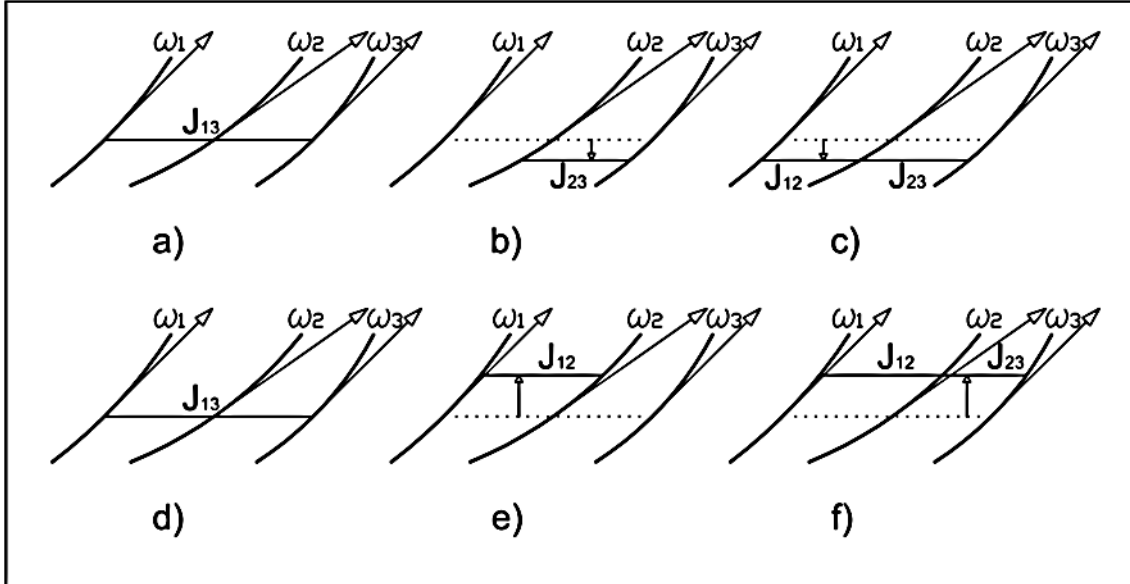 ω₁ ω₂ ω₃ ω₁ ω₂ ω₃ ω₁ ω₂ ω₃
J₁₃
J₂₃ J₁₂ J₂₃
a) b) c)
ω₁ ω₂ ω₃ ω₁ ω₂ ω₃ ω₁ ω₂ ω₃
J₁₂ J₁₂ J₂₃
J₁₃
d) e) f)